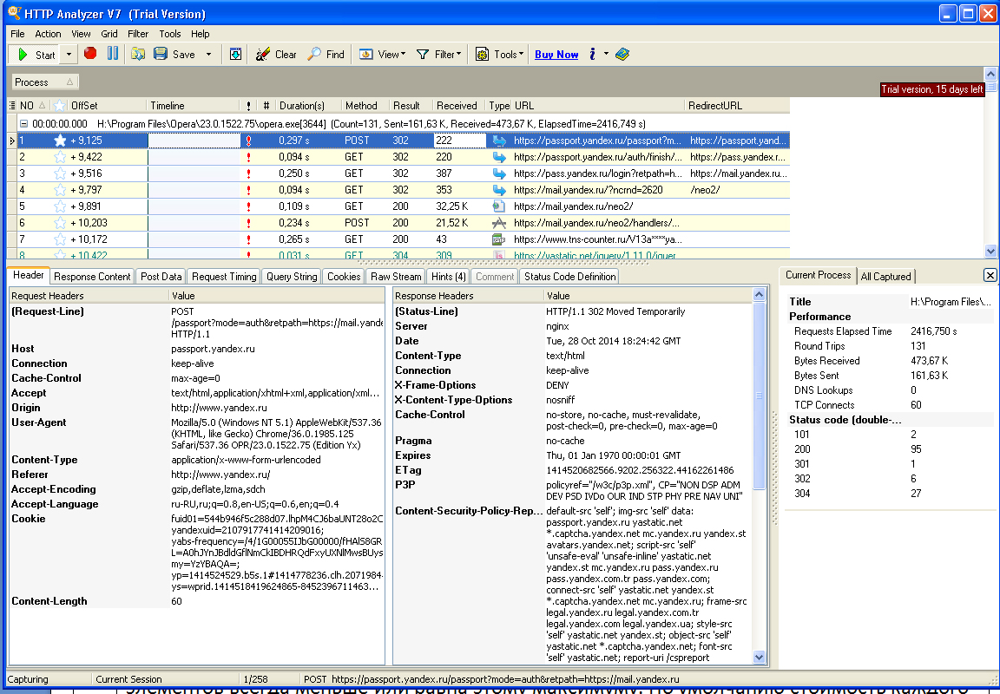 HTTP Analyzer V7 (Trial Version)
File Action View Grid Filter Tools Help
Start Save Clear Find View Filter Tools Buy Now i
Process
Trial version, 15 days left
NO OffSet Timeline ! # Duration(s) Method Result Received Type URL RedirectURL
00:00:00.000 H:\Program Files\Opera\23.0.1522.75\opera.exe[3644] (Count=131, Sent=161,63 K, Received=473,67 K, ElapsedTime=2416,749 s)
1 + 9,125 ! 0,297 s POST 302 222 https://passport.yandex.ru/passport?m... https://passport.yand...
2 + 9,422 ! 0,094 s GET 302 220 https://passport.yandex.ru/auth/finish/... https://pass.yandex.r...
3 + 9,516 ! 0,250 s GET 302 387 https://pass.yandex.ru/login?retpath=h... https://mail.yandex.ru...
4 + 9,797 ! 0,094 s GET 302 353 https://mail.yandex.ru/?ncrnd=2620 /neo2/
5 + 9,891 ! 0,109 s GET 200 32,25 K https://mail.yandex.ru/neo2/
6 + 10,203 ! 0,234 s POST 200 21,52 K https://mail.yandex.ru/neo2/handlers/...
7 + 10,172 ! 0,265 s GET 200 43 https://www.tns-counter.ru/V13a****ya...
8 + 10,422 ! 0,031 s GET 304 309 https://yastatic.net/jquery/1.11.0/jquer...
Header Response Content Post Data Request Timing Query String Cookies Raw Stream Hints (4) Comment Status Code Definition
Request Headers Value
(Request-Line) POST
/passport?mode=auth&retpath=https://mail.yande
HTTP/1.1
Host passport.yandex.ru
Connection keep-alive
Cache-Control max-age=0
Accept text/html,application/xhtml+xml,application/xml...
Origin http://www.yandex.ru
User-Agent Mozilla/5.0 (Windows NT 5.1) AppleWebKit/537.36
(KHTML, like Gecko) Chrome/36.0.1985.125
Safari/537.36 OPR/23.0.1522.75 (Edition Yx)
Content-Type application/x-www-form-urlencoded
Referer http://www.yandex.ru/
Accept-Encoding gzip,deflate,lzma,sdch
Accept-Language ru-RU,ru;q=0.8,en-US;q=0.6,en;q=0.4
Cookie fuid01=544b946f5c288d07.lhpM4CJ6baUNT28o2C
yandexuid=2107917741414209016;
yabs-frequency=/4/1G00055IJbG00000/fHAlS8GR
L=A0hJYnJBdldGflNmCkIBDHRQdFxyUXNlMwsBUys
my=YzYBAQA=;
yp=1414524529.b5s.1#1414778236.clh.2071984-
ys=wprid.1414518419624865-8452396711463...
Content-Length 60
Response Headers Value
(Status-Line) HTTP/1.1 302 Moved Temporarily
Server nginx
Date Tue, 28 Oct 2014 18:24:42 GMT
Content-Type text/html
Connection keep-alive
X-Frame-Options DENY
X-Content-Type-Options nosniff
Cache-Control no-store, no-cache, must-revalidate,
post-check=0, pre-check=0, max-age=0
Pragma no-cache
Expires Thu, 01 Jan 1970 00:00:01 GMT
ETag 1414520682566.9202.256322.44162261486
P3P policyref="/w3c/p3p.xml", CP="NON DSP ADM
DEV PSD IVDo OUR IND STP PHY PRE NAV UNI"
Content-Security-Policy-Rep... default-src 'self'; img-src 'self' data:
passport.yandex.ru yastatic.net
*.captcha.yandex.net mc.yandex.ru yandex.st
avatars.yandex.net; script-src 'self'
'unsafe-eval' 'unsafe-inline' yastatic.net
yandex.st mc.yandex.ru pass.yandex.ru
pass.yandex.com.tr pass.yandex.com;
connect-src 'self' yastatic.net yandex.st
*.captcha.yandex.net mc.yandex.ru; frame-src
legal.yandex.ru legal.yandex.com.tr
legal.yandex.com legal.yandex.ua; style-src
'self' yastatic.net yandex.st; object-src 'self'
yastatic.net *.captcha.yandex.net; font-src
'self' yastatic.net; report-uri /cspreport
Current Process All Captured
Title H:\Program Files\...
Performance
Requests Elapsed Time 2416,750 s
Round Trips 131
Bytes Received 473,67 K
Bytes Sent 161,63 K
DNS Lookups 0
TCP Connects 60
Status code (double-...
101 2
200 95
301 1
302 6
304 27
Capturing Current Session 1/258 POST https://passport.yandex.ru/passport?mode=auth&retpath=https://mail.yandex.ru
элементов всегда меньше или равна этому максимуму. По умолчанию стоимость каждого